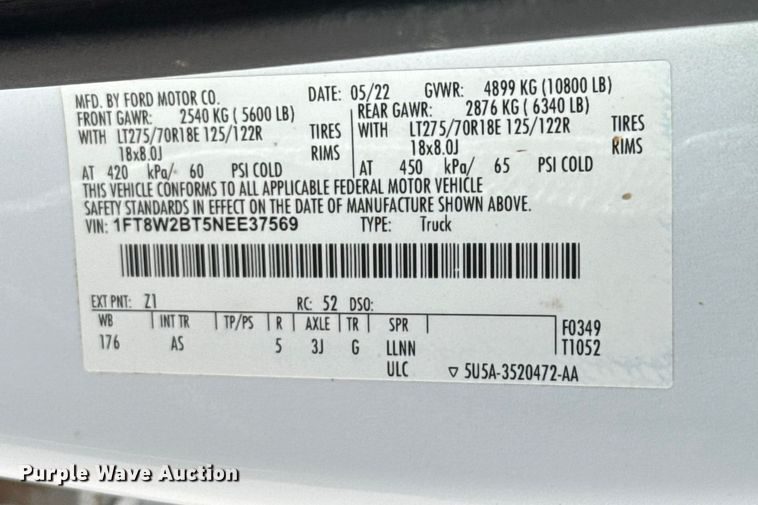 MFD. BY FORD MOTOR CO. DATE: 05/22 GVWR: 4899 KG (10800 LB)
FRONT GAWR: 2540 KG ( 5600 LB) REAR GAWR: 2876 KG ( 6340 LB)
WITH LT275/70R18E 125/122R TIRES WITH LT275/70R18E 125/122R TIRES
18x8.0J RIMS 18x8.0J RIMS
AT 420 kPa/ 60 PSI COLD AT 450 kPa/ 65 PSI COLD
THIS VEHICLE CONFORMS TO ALL APPLICABLE FEDERAL MOTOR VEHICLE
SAFETY STANDARDS IN EFFECT ON THE DATE OF MANUFACTURE SHOWN ABOVE.
VIN: 1FT8W2BT5NEE37569 TYPE: Truck
EXT PNT: Z1 RC: 52 DSO:
WB INT TR TP/PS R AXLE TR SPR F0349
176 AS 5 3J G LLNN T1052
ULC ▽ 5U5A-3520472-AA
Purple Wave Auction